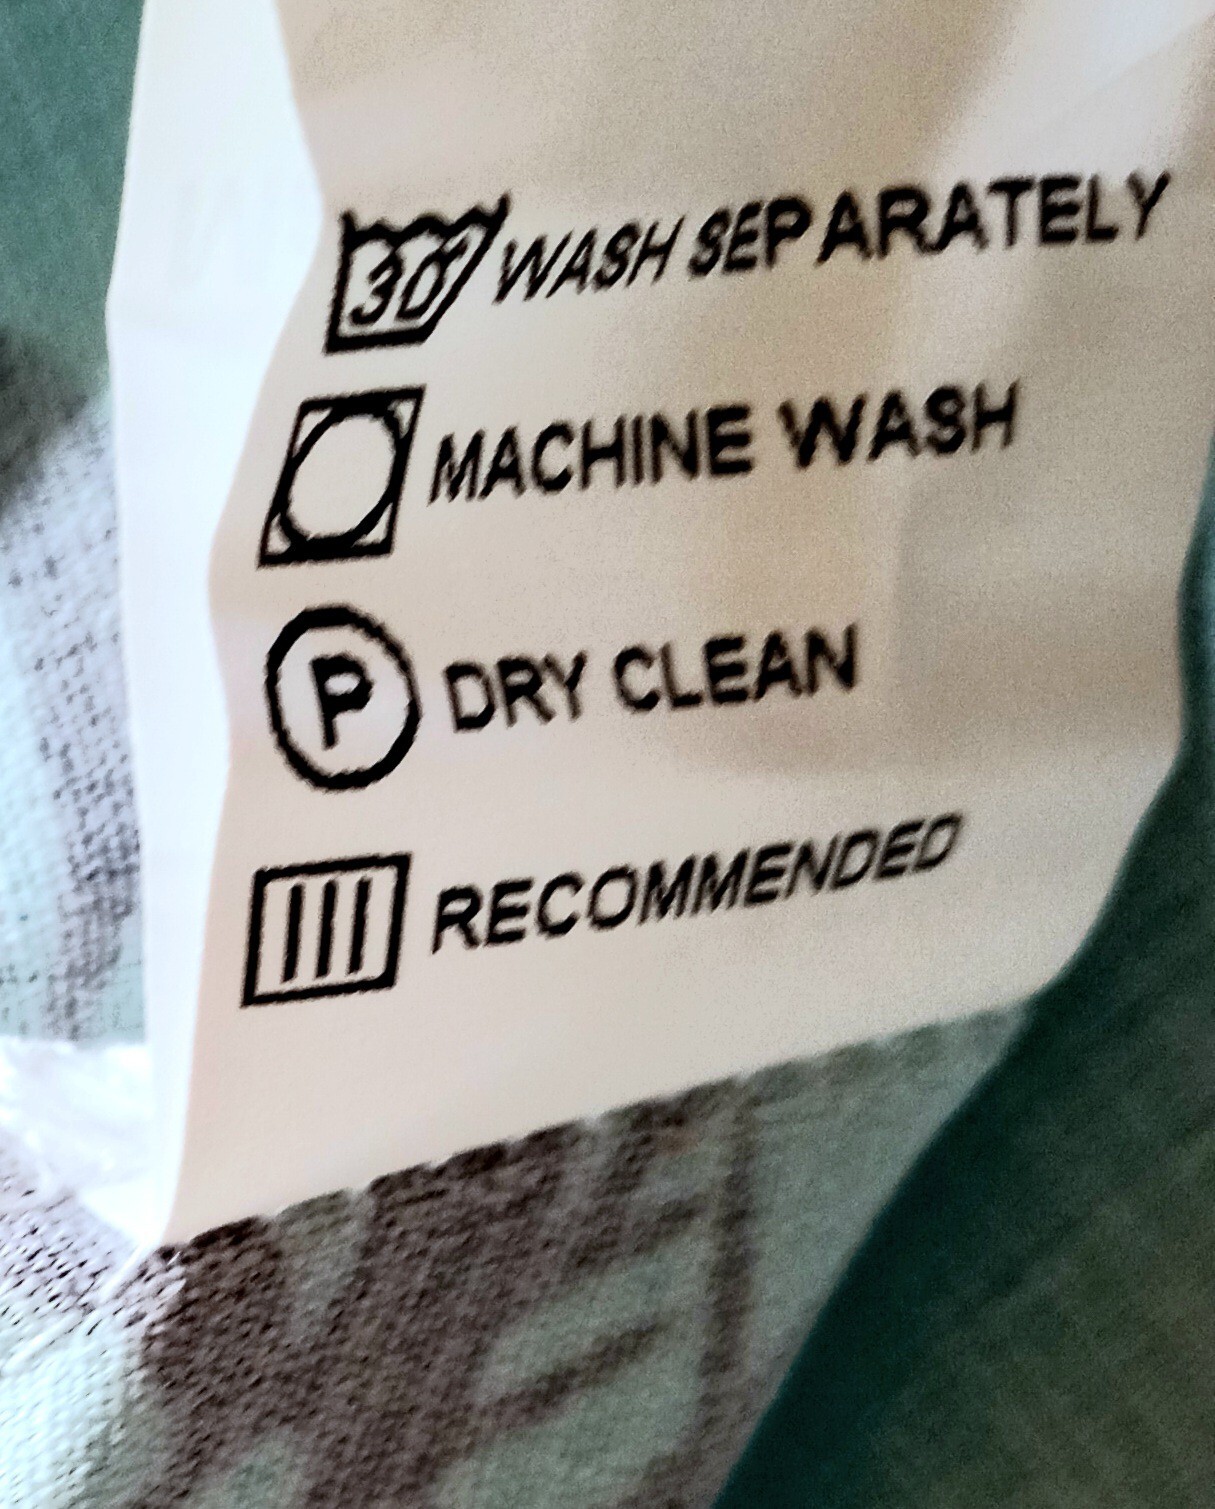 30° WASH SEPARATELY
MACHINE WASH
P DRY CLEAN
RECOMMENDED